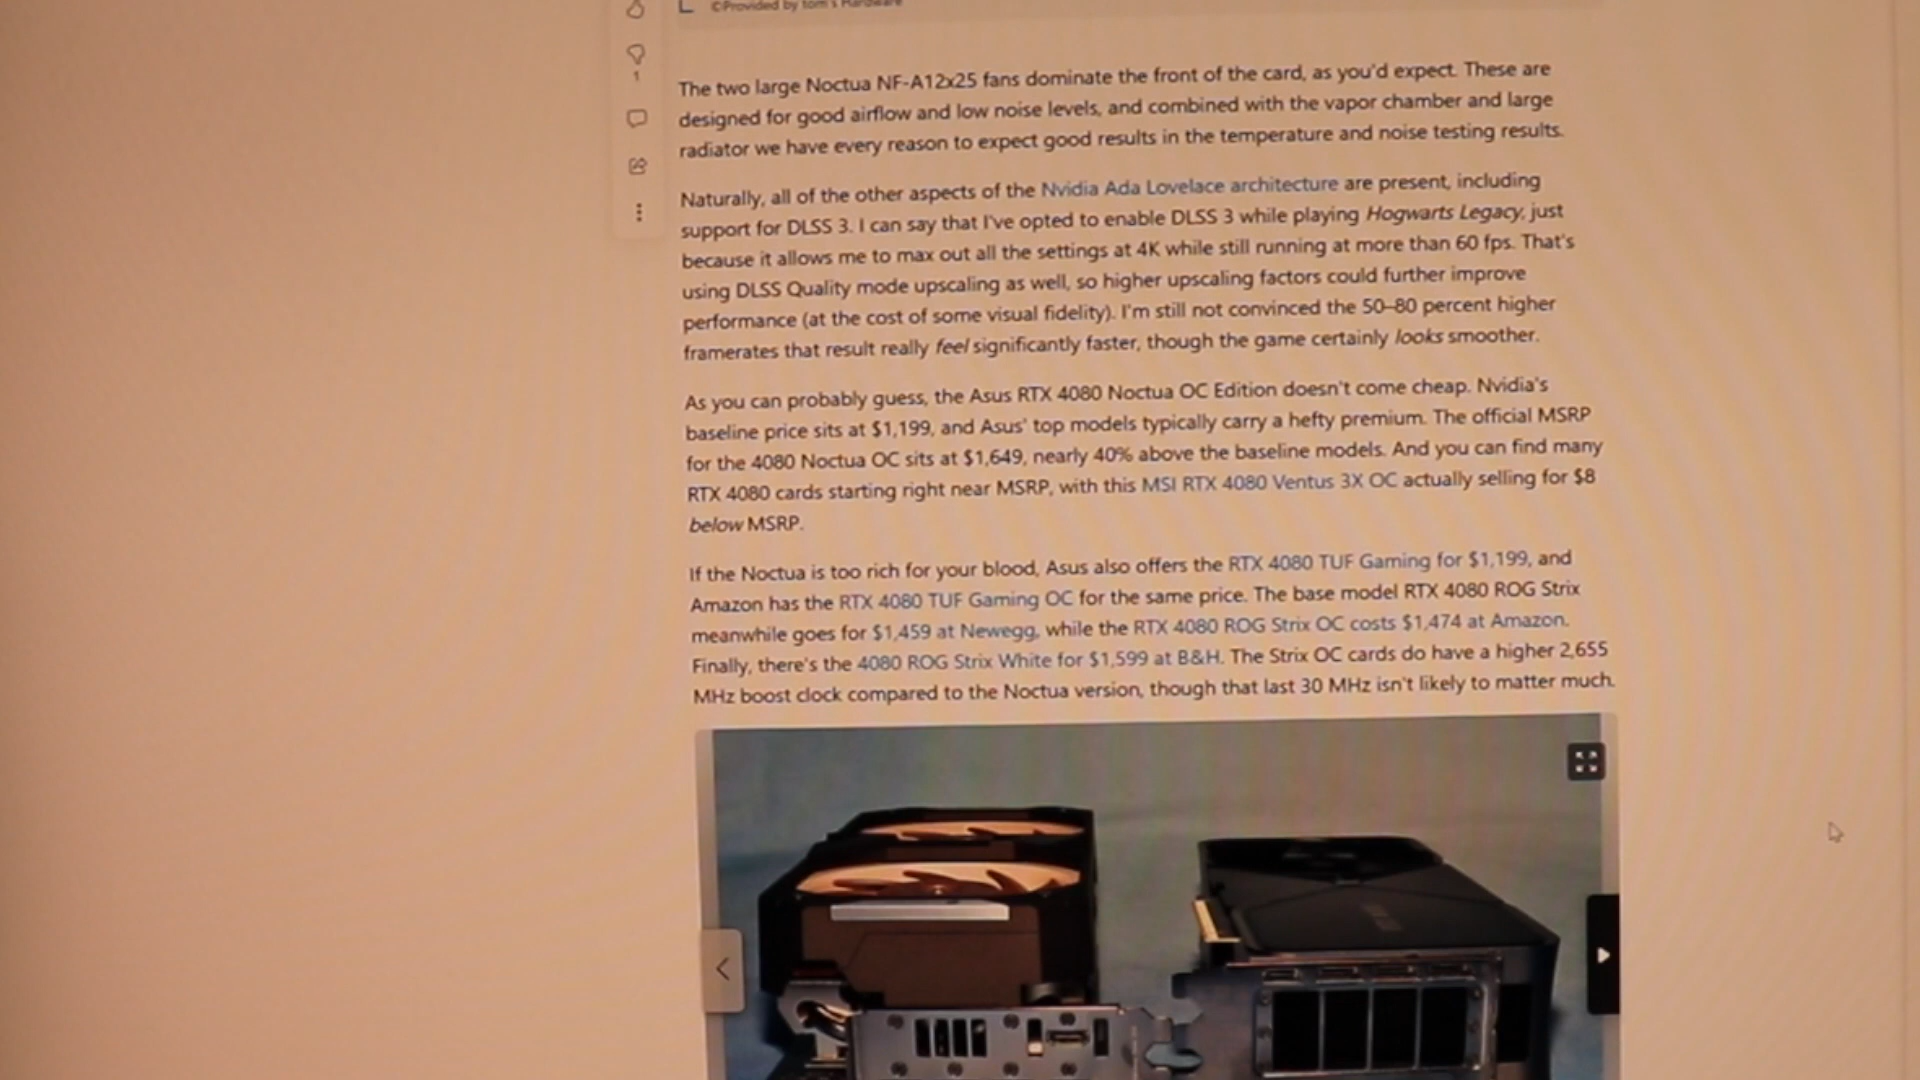 ©Provided by tom's Hardware
1
The two large Noctua NF-A12x25 fans dominate the front of the card, as you'd expect. These are
designed for good airflow and low noise levels, and combined with the vapor chamber and large
radiator we have every reason to expect good results in the temperature and noise testing results.
Naturally, all of the other aspects of the Nvidia Ada Lovelace architecture are present, including
support for DLSS 3. I can say that I've opted to enable DLSS 3 while playing Hogwarts Legacy, just
because it allows me to max out all the settings at 4K while still running at more than 60 fps. That's
using DLSS Quality mode upscaling as well, so higher upscaling factors could further improve
performance (at the cost of some visual fidelity). I'm still not convinced the 50–80 percent higher
framerates that result really feel significantly faster, though the game certainly looks smoother.
As you can probably guess, the Asus RTX 4080 Noctua OC Edition doesn't come cheap. Nvidia's
baseline price sits at $1,199, and Asus' top models typically carry a hefty premium. The official MSRP
for the 4080 Noctua OC sits at $1,649, nearly 40% above the baseline models. And you can find many
RTX 4080 cards starting right near MSRP, with this MSI RTX 4080 Ventus 3X OC actually selling for $8
below MSRP.
If the Noctua is too rich for your blood, Asus also offers the RTX 4080 TUF Gaming for $1,199, and
Amazon has the RTX 4080 TUF Gaming OC for the same price. The base model RTX 4080 ROG Strix
meanwhile goes for $1,459 at Newegg, while the RTX 4080 ROG Strix OC costs $1,474 at Amazon.
Finally, there's the 4080 ROG Strix White for $1,599 at B&H. The Strix OC cards do have a higher 2,655
MHz boost clock compared to the Noctua version, though that last 30 MHz isn't likely to matter much.